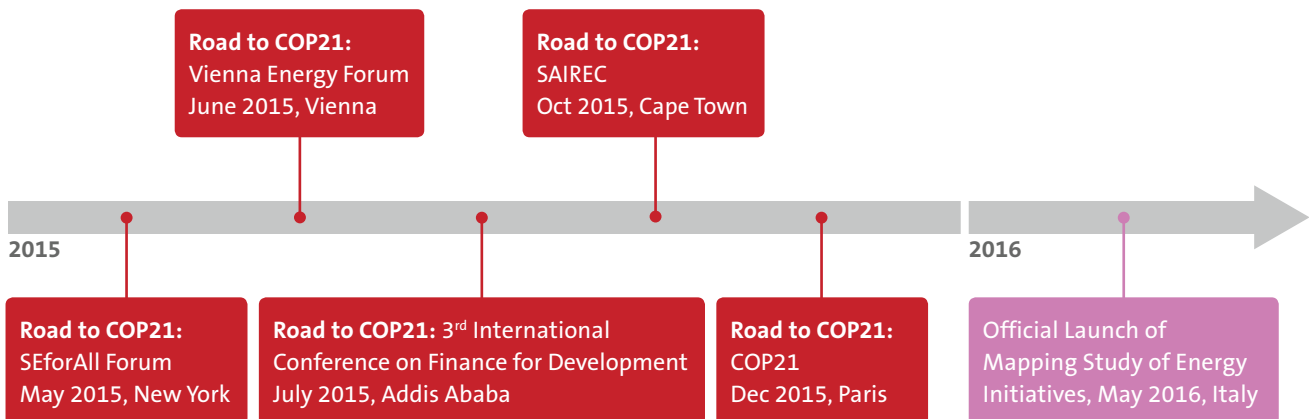 Road to COP21:
Vienna Energy Forum
June 2015, Vienna
Road to COP21:
SAIREC
Oct 2015, Cape Town
2015
2016
Road to COP21:
SEforAll Forum
May 2015, New York
Road to COP21: 3rd International
Conference on Finance for Development
July 2015, Addis Ababa
Road to COP21:
COP21
Dec 2015, Paris
Official Launch of
Mapping Study of Energy
Initiatives, May 2016, Italy